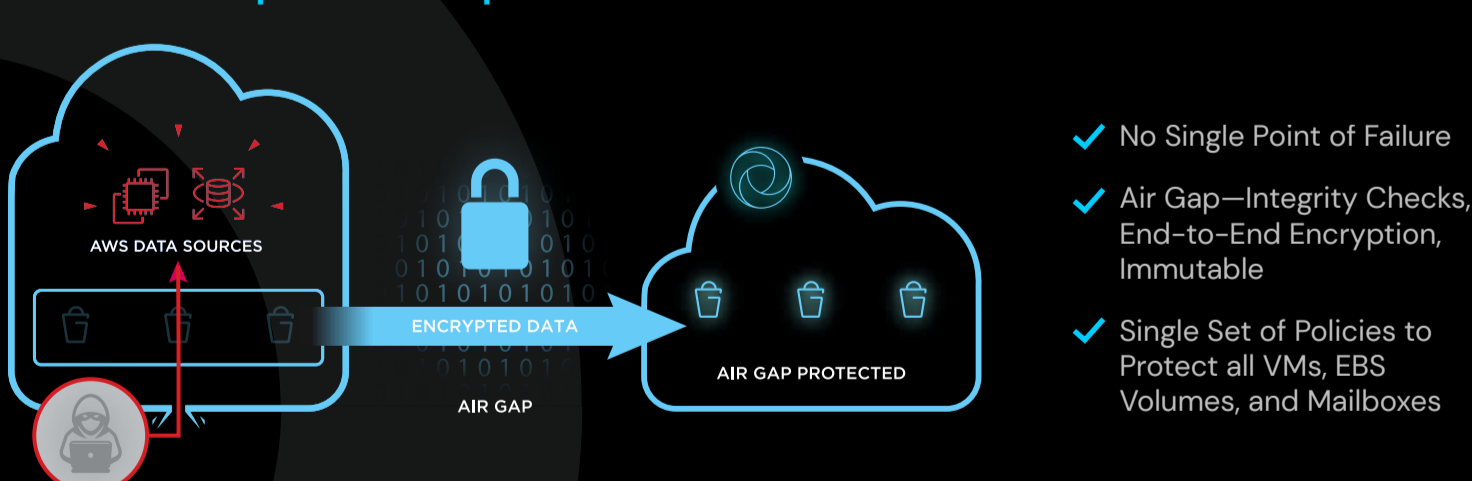 AWS DATA SOURCES
ENCRYPTED DATA
AIR GAP
AIR GAP PROTECTED
No Single Point of Failure
Air Gap—Integrity Checks,
End-to-End Encryption,
Immutable
Single Set of Policies to
Protect all VMs, EBS
Volumes, and Mailboxes